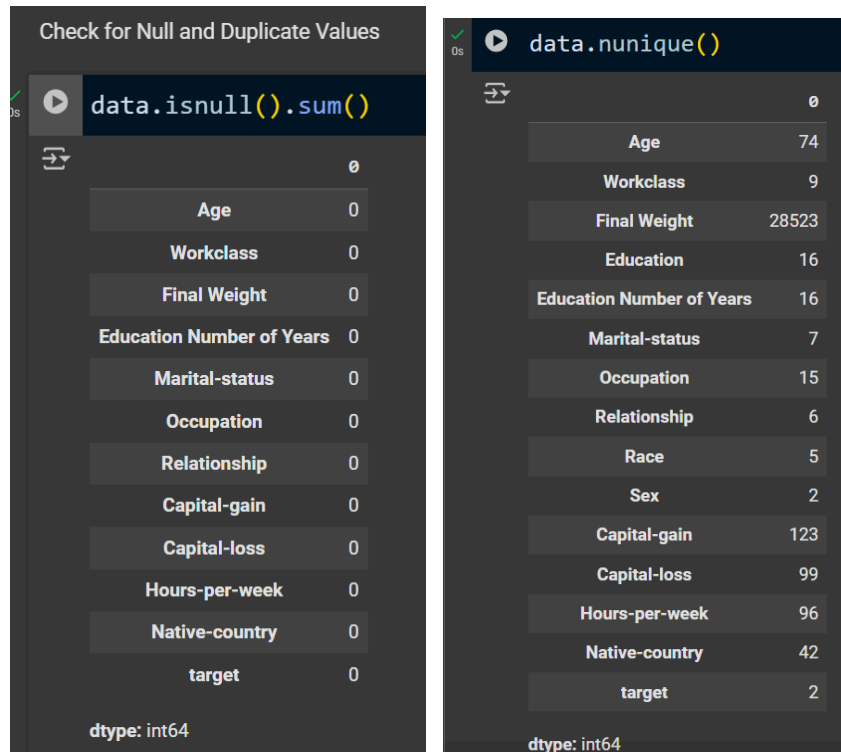 Check for Null and Duplicate Values
0s
data.isnull().sum()
0
Age 0
Workclass 0
Final Weight 0
Education Number of Years 0
Marital-status 0
Occupation 0
Relationship 0
Capital-gain 0
Capital-loss 0
Hours-per-week 0
Native-country 0
target 0
dtype: int64
0s
data.nunique()
0
Age 74
Workclass 9
Final Weight 28523
Education 16
Education Number of Years 16
Marital-status 7
Occupation 15
Relationship 6
Race 5
Sex 2
Capital-gain 123
Capital-loss 99
Hours-per-week 96
Native-country 42
target 2
dtype: int64